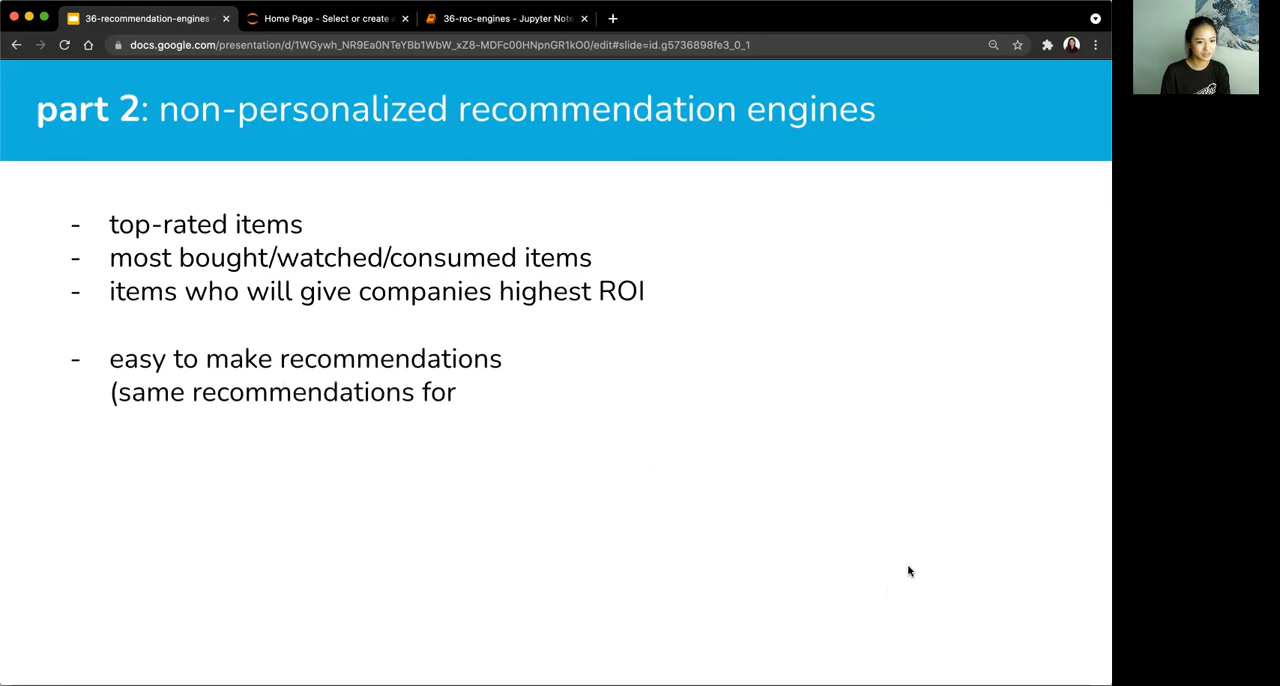 36-recommendation-engines -
Home Page - Select or create a
36-rec-engines - Jupyter Note
docs.google.com/presentation/d/1WGywh_NR9Ea0NTeYBb1WbW_xZ8-MDFc00HNpnGR1kO0/edit#slide=id.g5736898fe3_0_1
part 2: non-personalized recommendation engines
- top-rated items
- most bought/watched/consumed items
- items who will give companies highest ROI
- easy to make recommendations
(same recommendations for